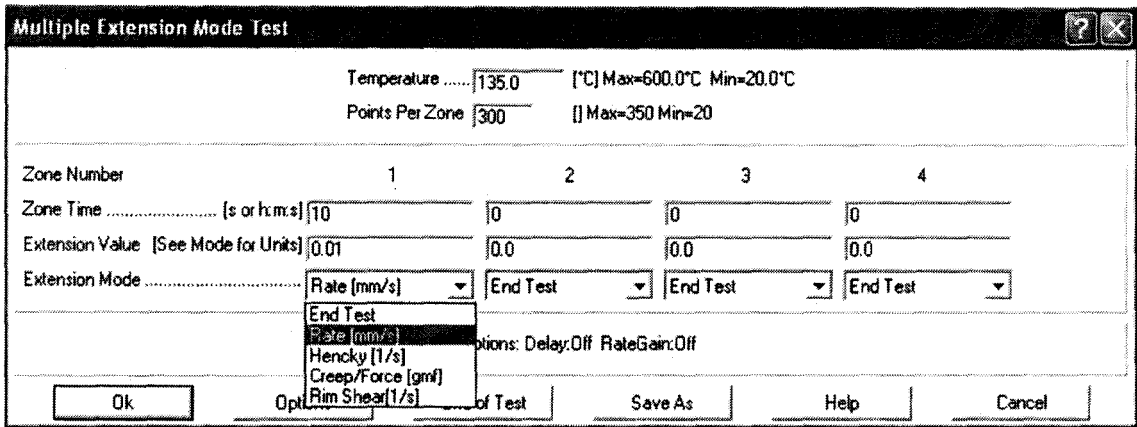 Multiple Extension Mode Test
Temperature ...... 135.0 [°C] Max=600.0°C Min=20.0°C
Points Per Zone 300 [] Max=350 Min=20
Zone Number 1 2 3 4
Zone Time ....................... [s or h:m:s] 10 0 0 0
Extension Value [See Mode for Units] 0.01 0.0 0.0 0.0
Extension Mode ................................ Rate [mm/s] End Test End Test End Test
End Test
Rate [mm/s]
Hencky [1/s]
Creep/Force [gmf]
Rim Shear[1/s]
ptions: Delay:Off RateGain:Off
Ok Opti of Test Save As Help Cancel